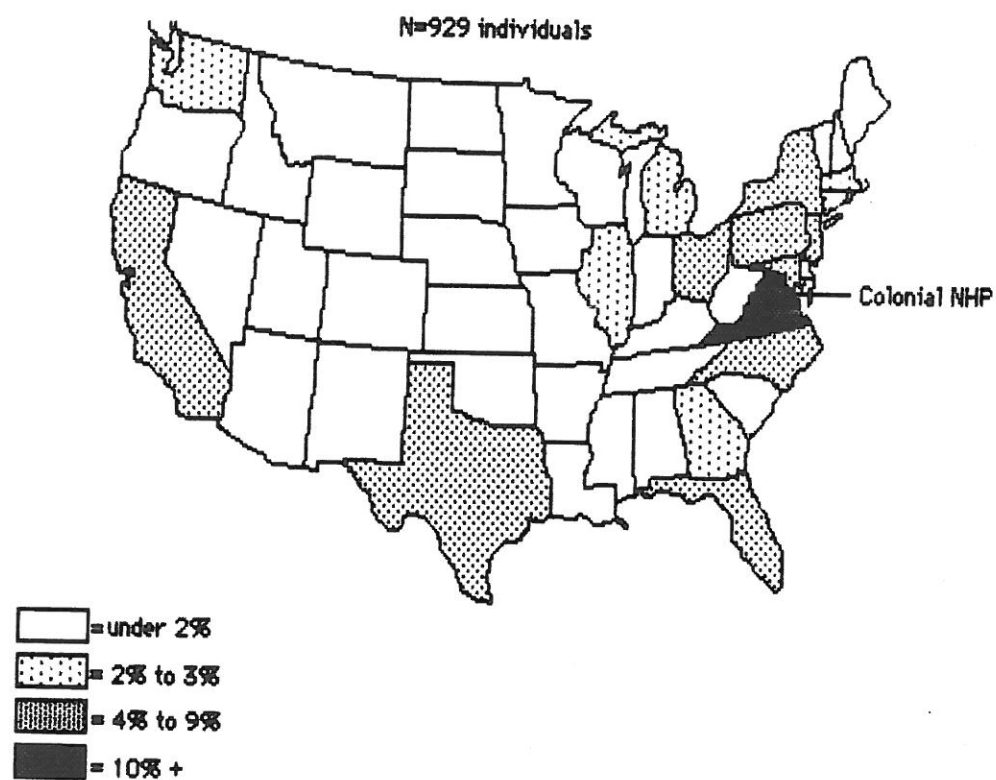 N=929 individuals
Colonial NHP
= under 2%
= 2% to 3%
= 4% to 9%
= 10% +